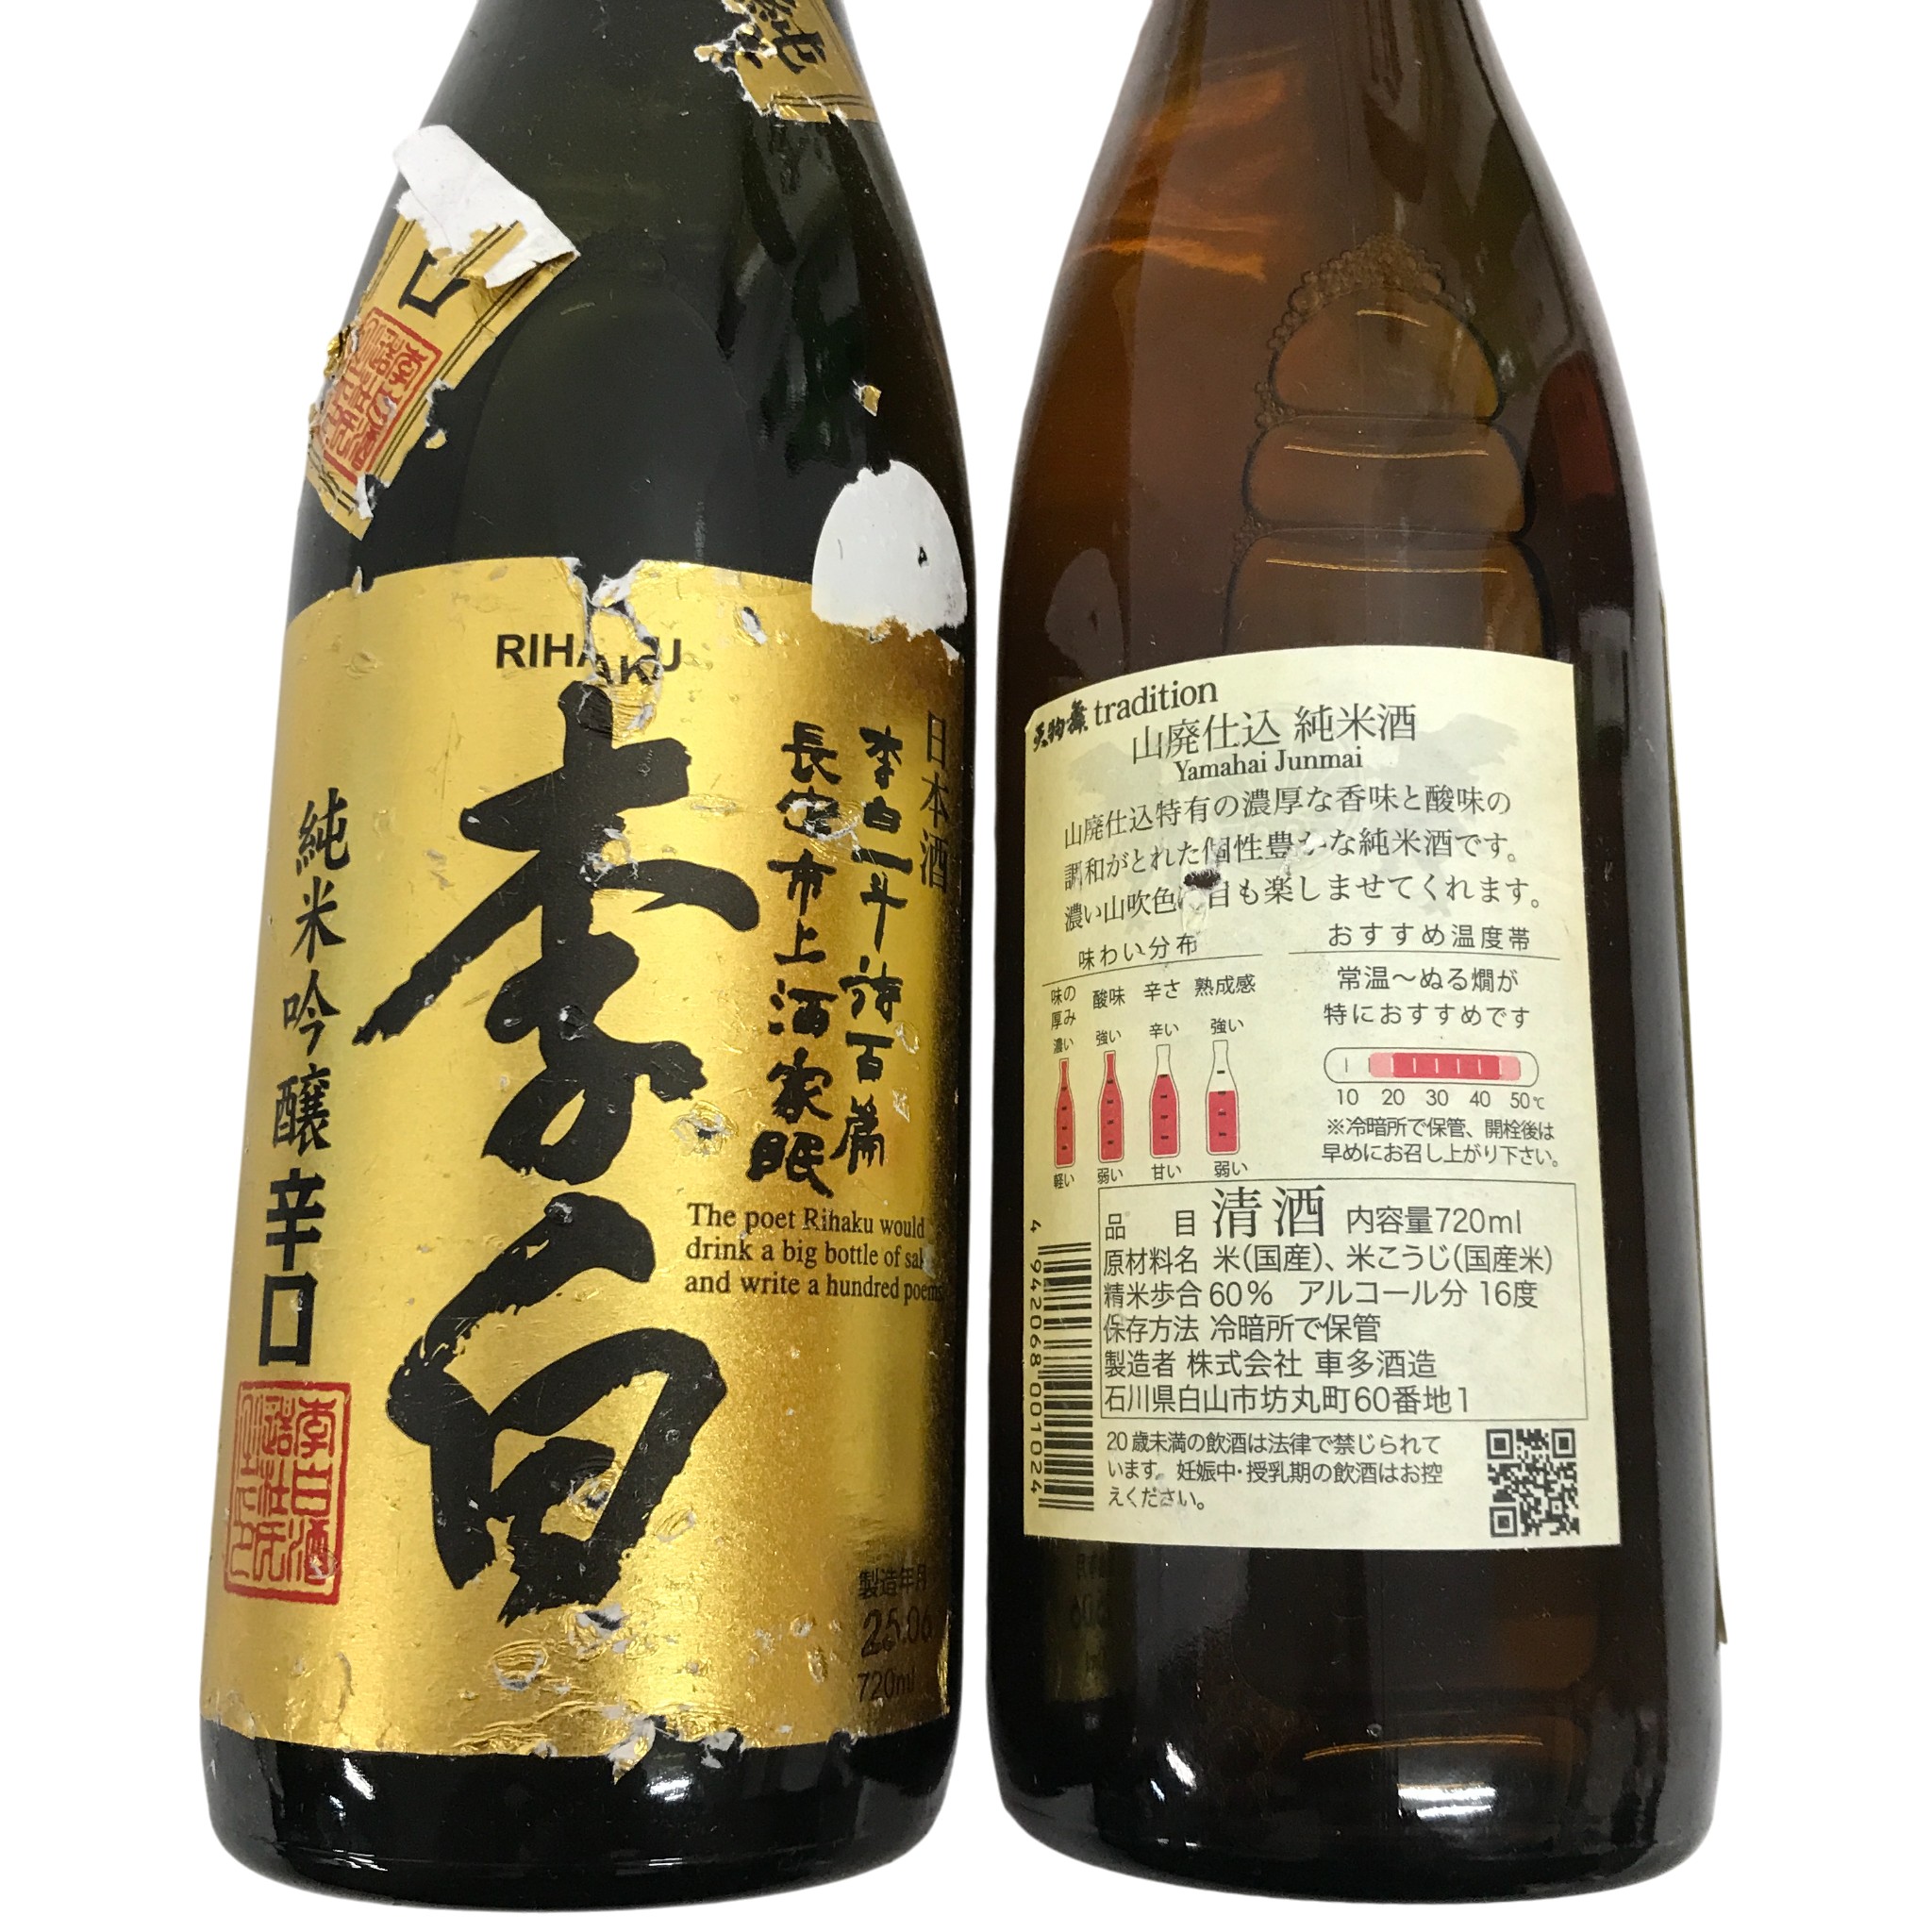 純
口
RIHAKU
日本酒
李白一斗詩百篇
長安市上酒家眠
李白
純米吟醸辛口
The poet Rihaku would
drink a big bottle of sak
and write a hundred poems
製造年月
25.06
720ml
天狗舞 tradition
山廃仕込 純米酒
Yamahai Junmai
山廃仕込特有の濃厚な香味と酸味の
調和がとれた個性豊かな純米酒です。
濃い山吹色 目も楽しませてくれます。
味わい分布
味の厚み 酸味 辛さ 熟成感
濃い 強い 辛い 強い
軽い 弱い 甘い 弱い
おすすめ温度帯
常温〜ぬる燗が
特におすすめです
10 20 30 40 50℃
※冷暗所で保管、開栓後は
早めにお召し上がり下さい。
品目 清酒 内容量720ml
原材料名 米(国産)、米こうじ(国産米)
精米歩合 60% アルコール分 16度
保存方法 冷暗所で保管
製造者 株式会社 車多酒造
石川県白山市坊丸町60番地1
4 942068 001024
20歳未満の飲酒は法律で禁じられて
います。妊娠中・授乳期の飲酒はお控
えください。